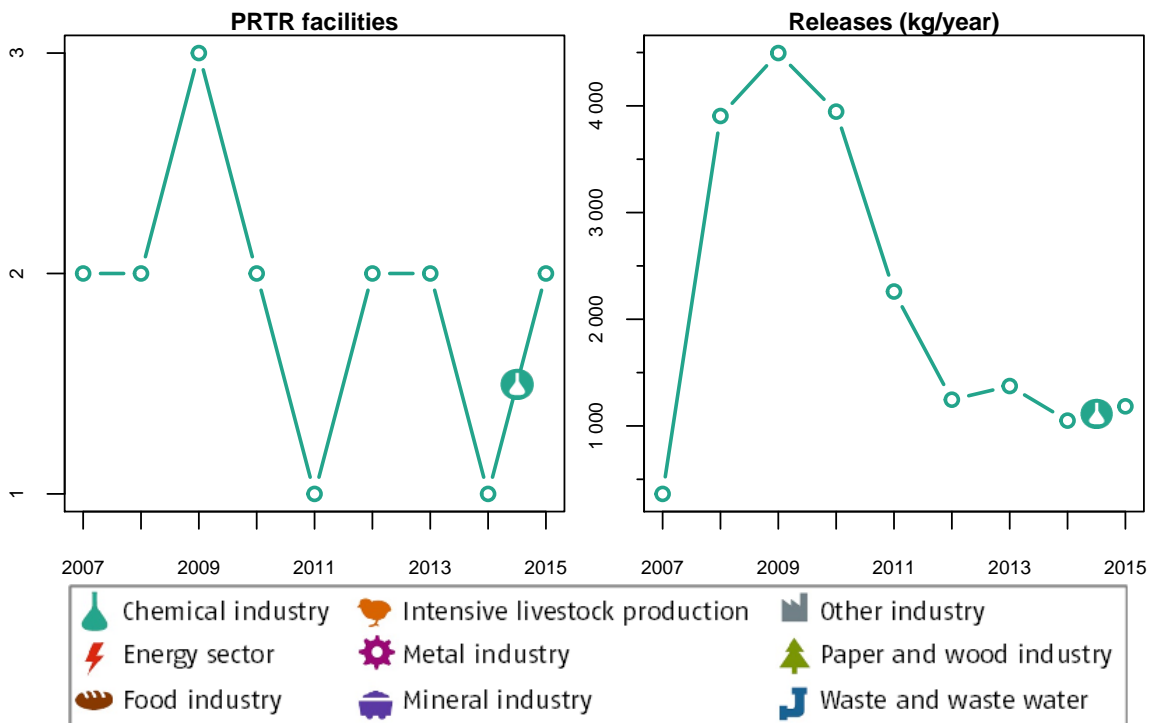 PRTR facilities
3
2
1
2007 2009 2011 2013 2015
Releases (kg/year)
4 000
3 000
2 000
1 000
2007 2009 2011 2013 2015
Chemical industry Intensive livestock production Other industry
Energy sector Metal industry Paper and wood industry
Food industry Mineral industry Waste and waste water